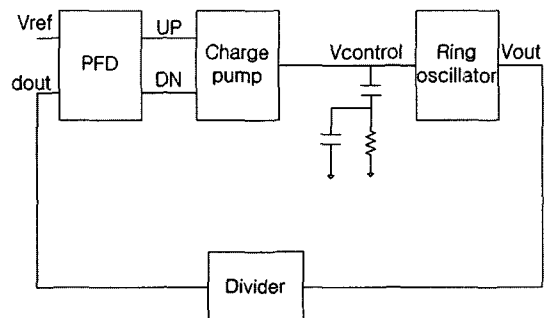 Vref
UP
PFD
dout
DN
Charge
pump
Vcontrol
Ring
oscillator
Vout
Divider